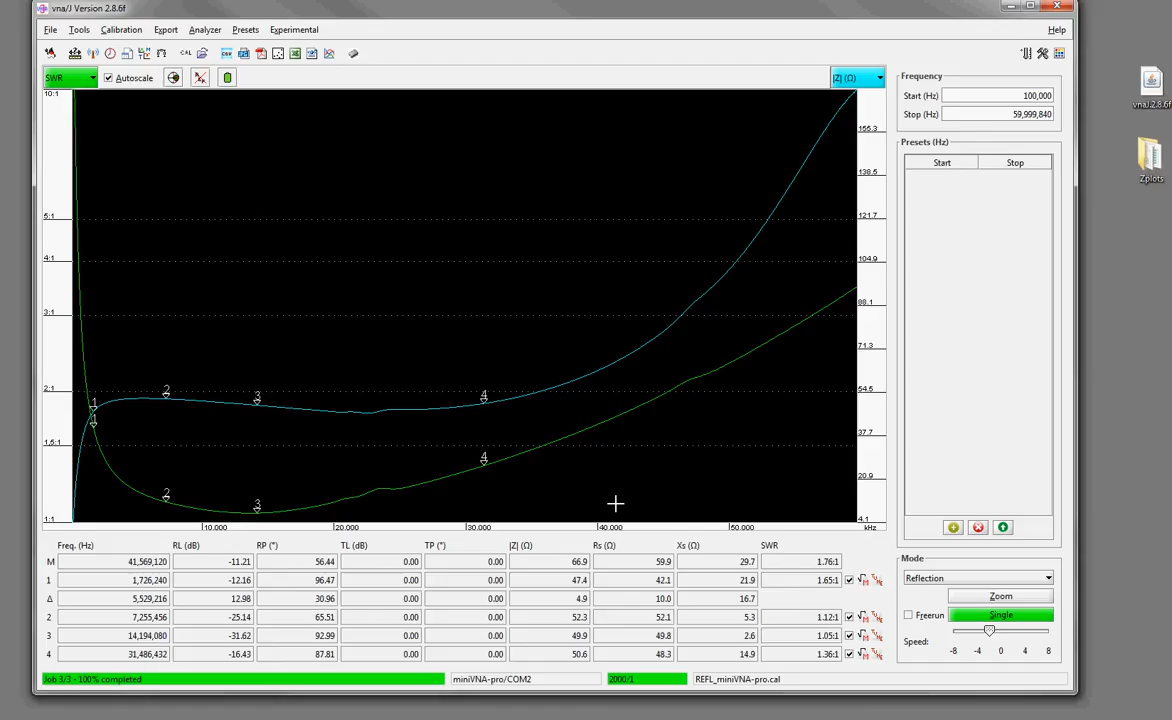 vna/J Version 2.8.6f
File Tools Calibration Export Analyzer Presets Experimental Help
CAL
SWR Autoscale |Z| (Ω)
10:1
5:1
4:1
3:1
2:1
1.5:1
1:1
155.3
138.5
121.7
104.9
88.1
71.3
54.5
37.7
20.9
4.1
1 2 3 4
1 2 3 4
10.000 20.000 30.000 40.000 50.000 kHz
Frequency
Start (Hz) 100,000
Stop (Hz) 59,999,840
Presets (Hz)
Start Stop
Freq. (Hz) RL (dB) RP (°) TL (dB) TP (°) |Z| (Ω) Rs (Ω) Xs (Ω) SWR
M 41,569,120 -11.21 56.44 0.00 0.00 66.9 59.9 29.7 1.76:1
1 1,726,240 -12.16 96.47 0.00 0.00 47.4 42.1 21.9 1.65:1
Δ 5,529,216 12.98 30.96 0.00 0.00 4.9 10.0 16.7
2 7,255,456 -25.14 65.51 0.00 0.00 52.3 52.1 5.3 1.12:1
3 14,194,080 -31.62 92.99 0.00 0.00 49.9 49.8 2.6 1.05:1
4 31,486,432 -16.43 87.81 0.00 0.00 50.6 48.3 14.9 1.36:1
Mode
Reflection
Zoom
Freerun Single
Speed:
-8 -4 0 4 8
Job 3/3 - 100% completed miniVNA-pro/COM2 2000/1 REFL_miniVNA-pro.cal
vnaJ.2.8.6f
Zplots